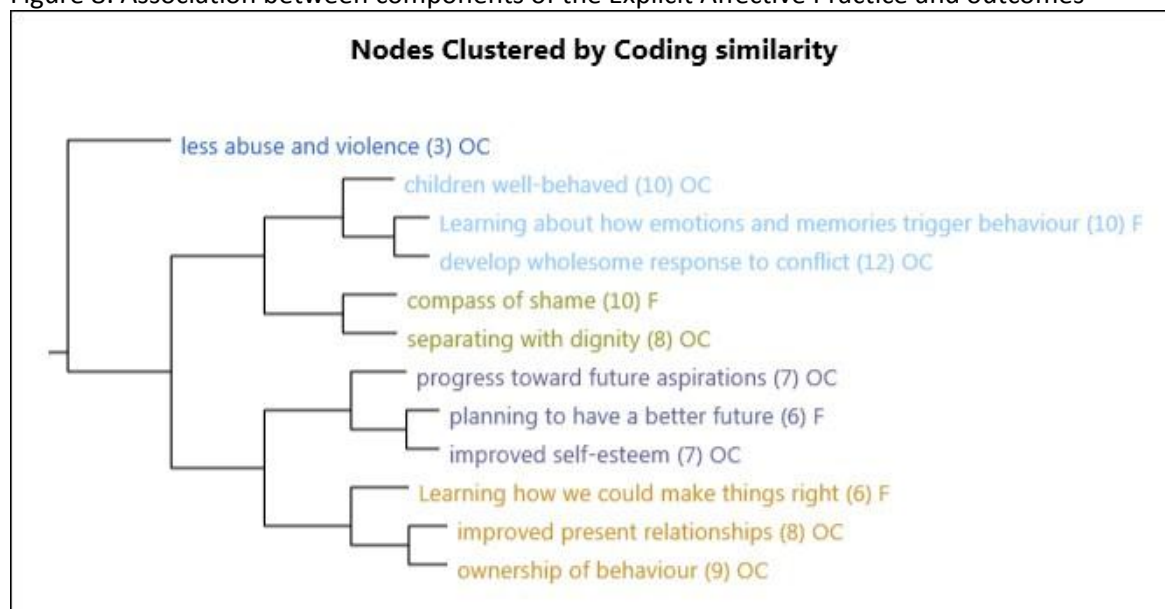 Figure 8: Association between components of the Explicit Affective Practice and outcomes
Nodes Clustered by Coding similarity
less abuse and violence (3) OC
children well-behaved (10) OC
Learning about how emotions and memories trigger behaviour (10) F
develop wholesome response to conflict (12) OC
compass of shame (10) F
separating with dignity (8) OC
progress toward future aspirations (7) OC
planning to have a better future (6) F
improved self-esteem (7) OC
Learning how we could make things right (6) F
improved present relationships (8) OC
ownership of behaviour (9) OC